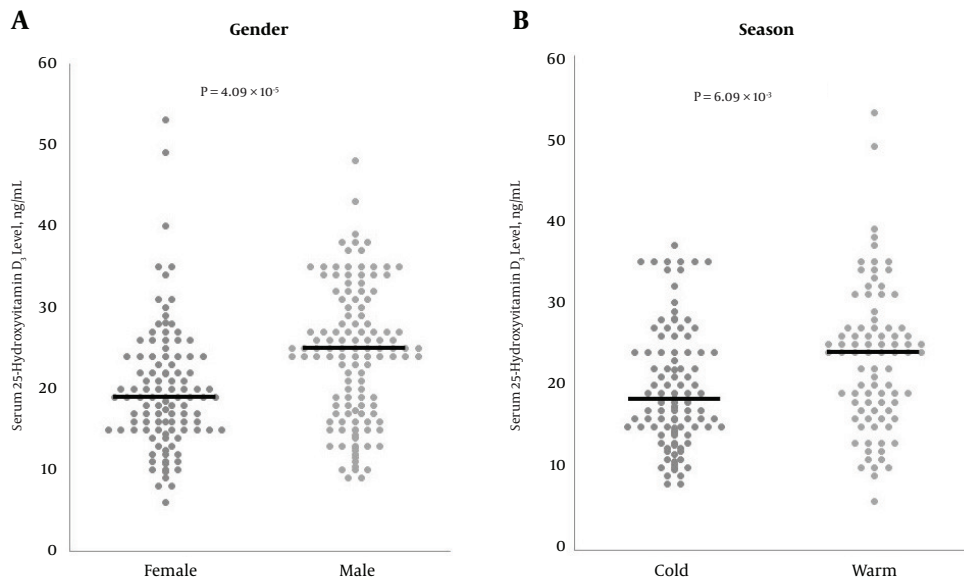 A
Gender
P = 4.09 × 10⁻⁵
Serum 25-Hydroxyvitamin D₃ Level, ng/mL
60
50
40
30
20
10
0
Female Male
B
Season
P = 6.09 × 10⁻³
Serum 25-Hydroxyvitamin D₃ Level, ng/mL
60
50
40
30
20
10
0
Cold Warm